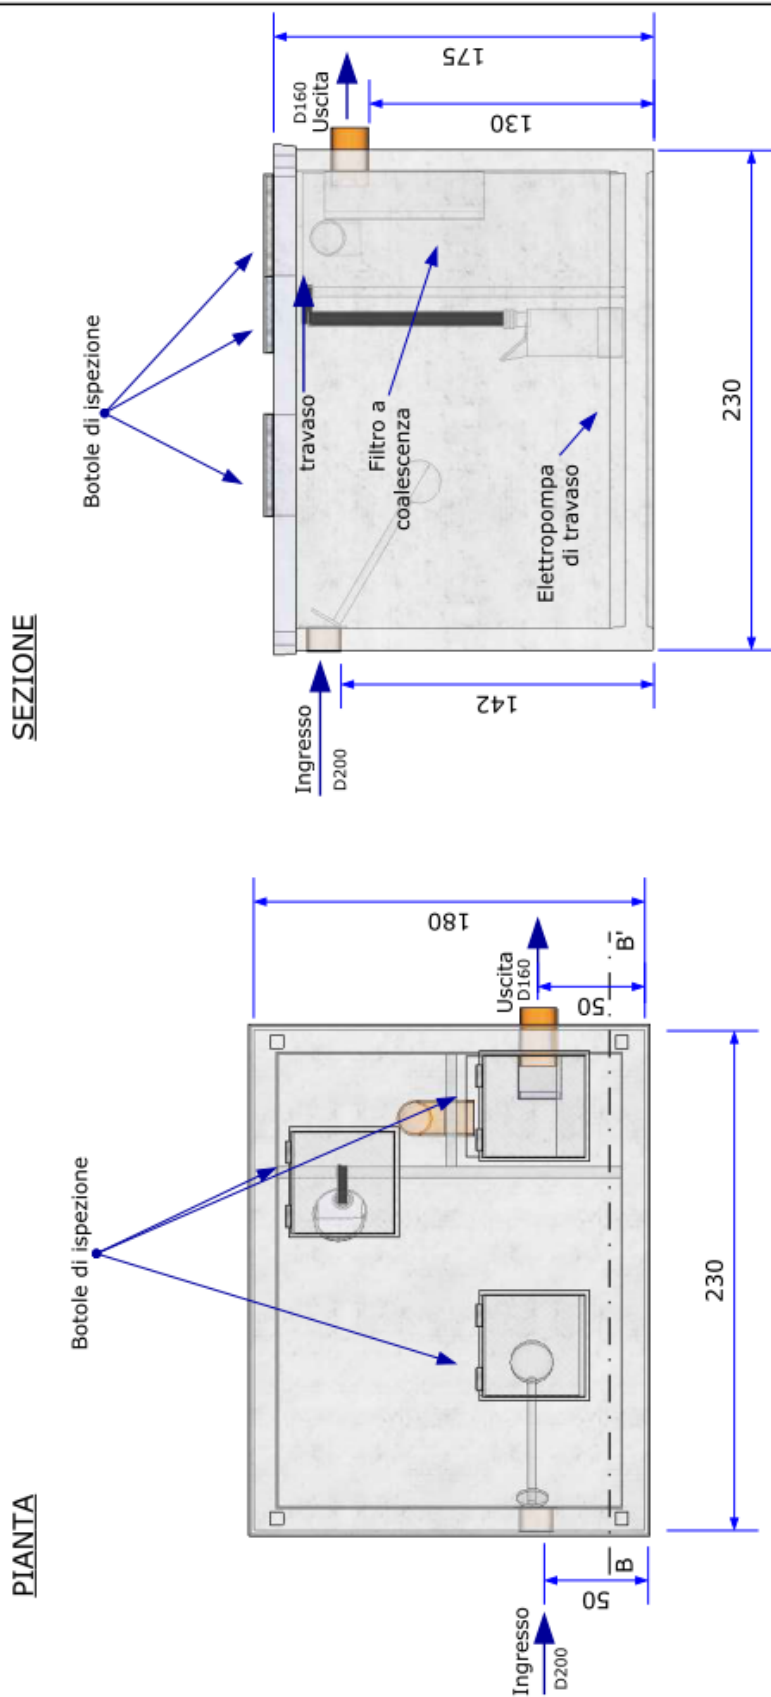 SEZIONE
Botole di ispezione
D160
Uscita
175
130
travaso
Filtro a
coalescenza
Elettropompa
di travaso
Ingresso
D200
142
230
PIANTA
Botole di ispezione
Uscita
D160
180
50
B'
Ingresso
D200
50
B
230